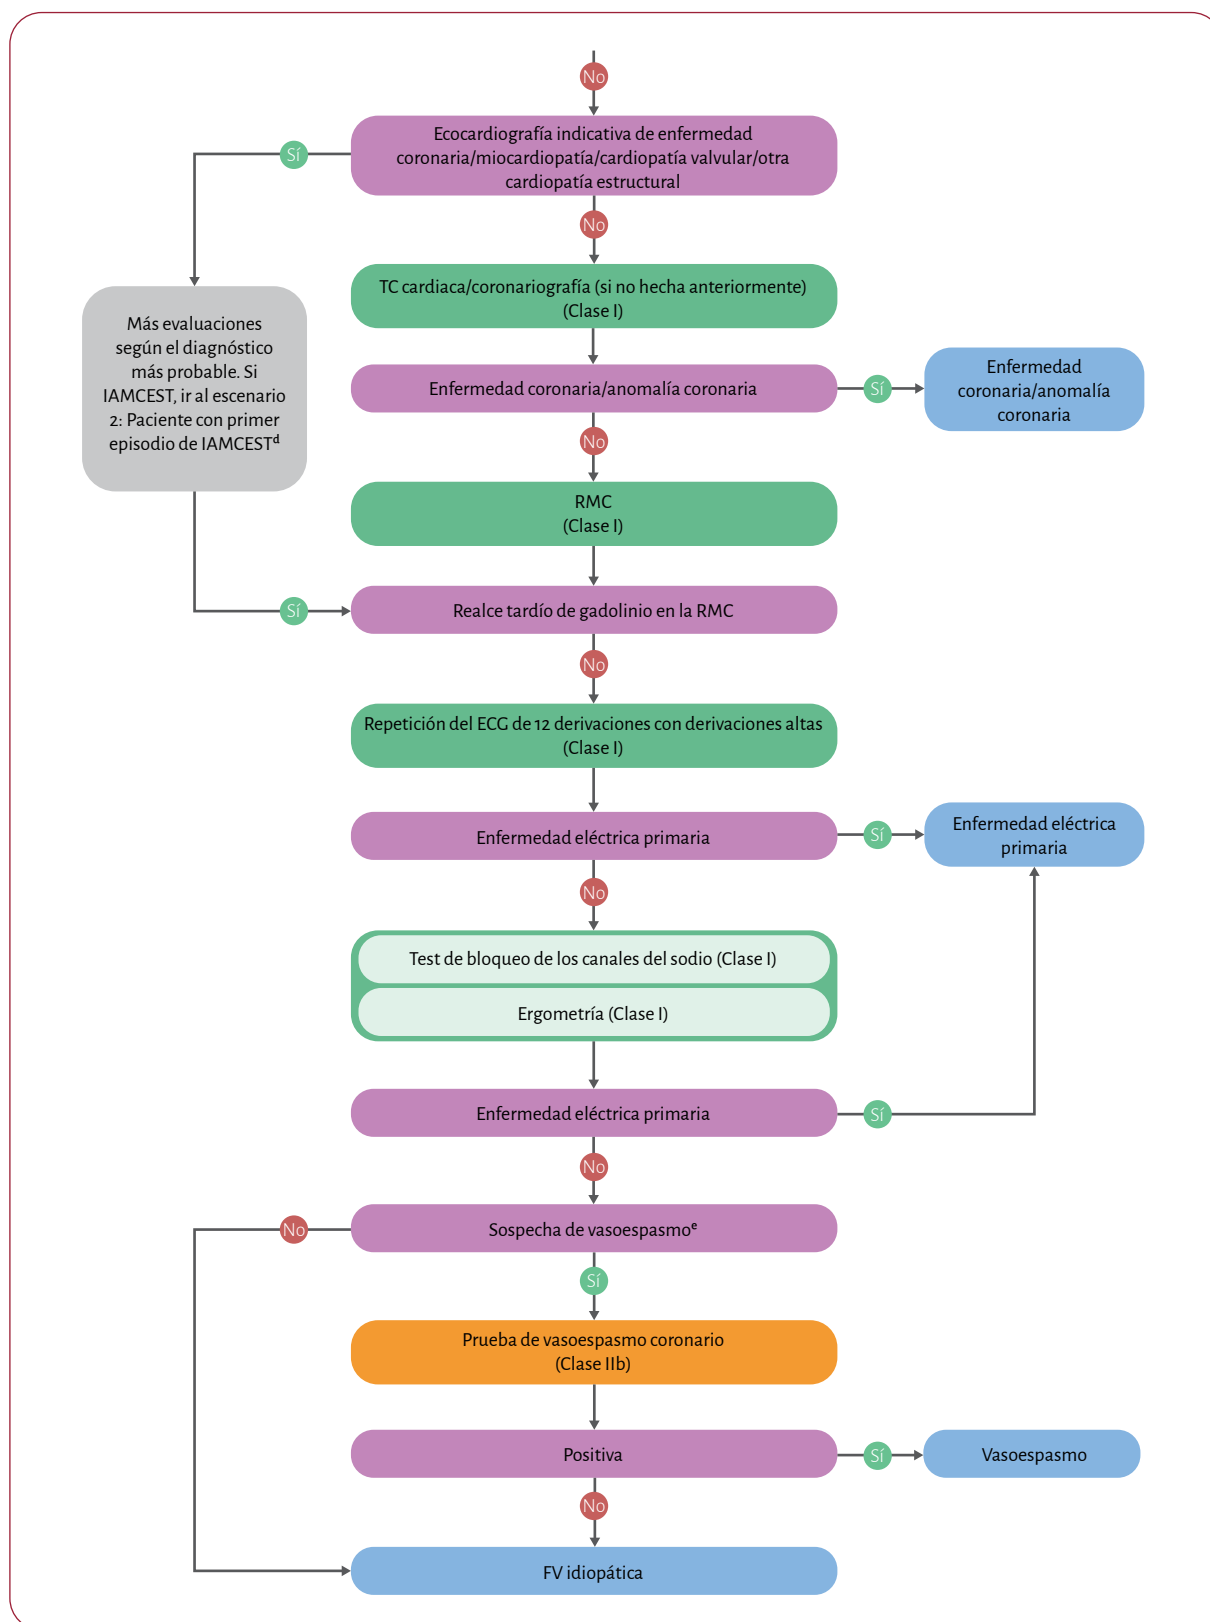 No
Ecocardiografía indicativa de enfermedad
coronaria/miocardiopatía/cardiopatía valvular/otra
cardiopatía estructural
Sí
No
TC cardiaca/coronariografía (si no hecha anteriormente)
(Clase I)
Más evaluaciones
según el diagnóstico
más probable. Si
IAMCEST, ir al escenario
2: Paciente con primer
episodio de IAMCESTᵈ
Enfermedad coronaria/anomalía coronaria
Sí
Enfermedad
coronaria/anomalía
coronaria
No
RMC
(Clase I)
Sí
Realce tardío de gadolinio en la RMC
No
Repetición del ECG de 12 derivaciones con derivaciones altas
(Clase I)
Enfermedad eléctrica primaria
Sí
Enfermedad eléctrica
primaria
No
Test de bloqueo de los canales del sodio (Clase I)
Ergometría (Clase I)
Enfermedad eléctrica primaria
Sí
No
Sospecha de vasoespasmoᵉ
No
Sí
Prueba de vasoespasmo coronario
(Clase IIb)
Positiva
Sí
Vasoespasmo
No
FV idiopática